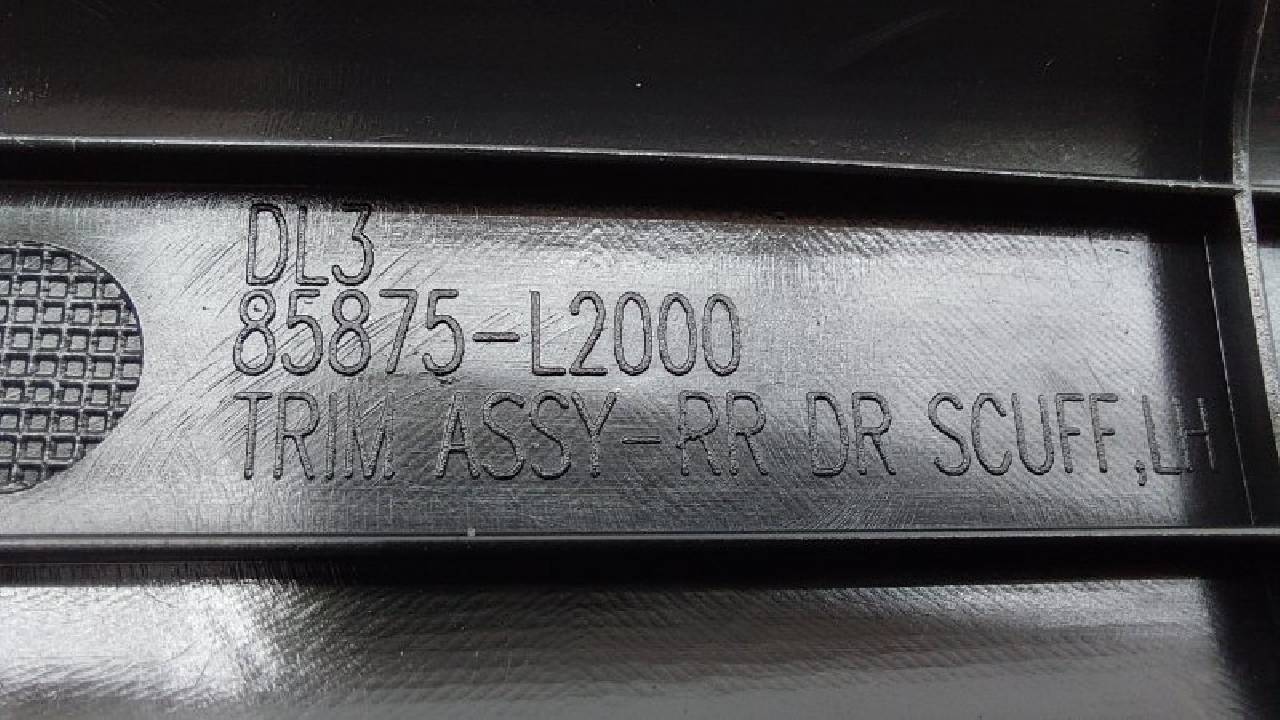 DL3
85875-L2000
TRIM ASSY-RR DR SCUFF,LH